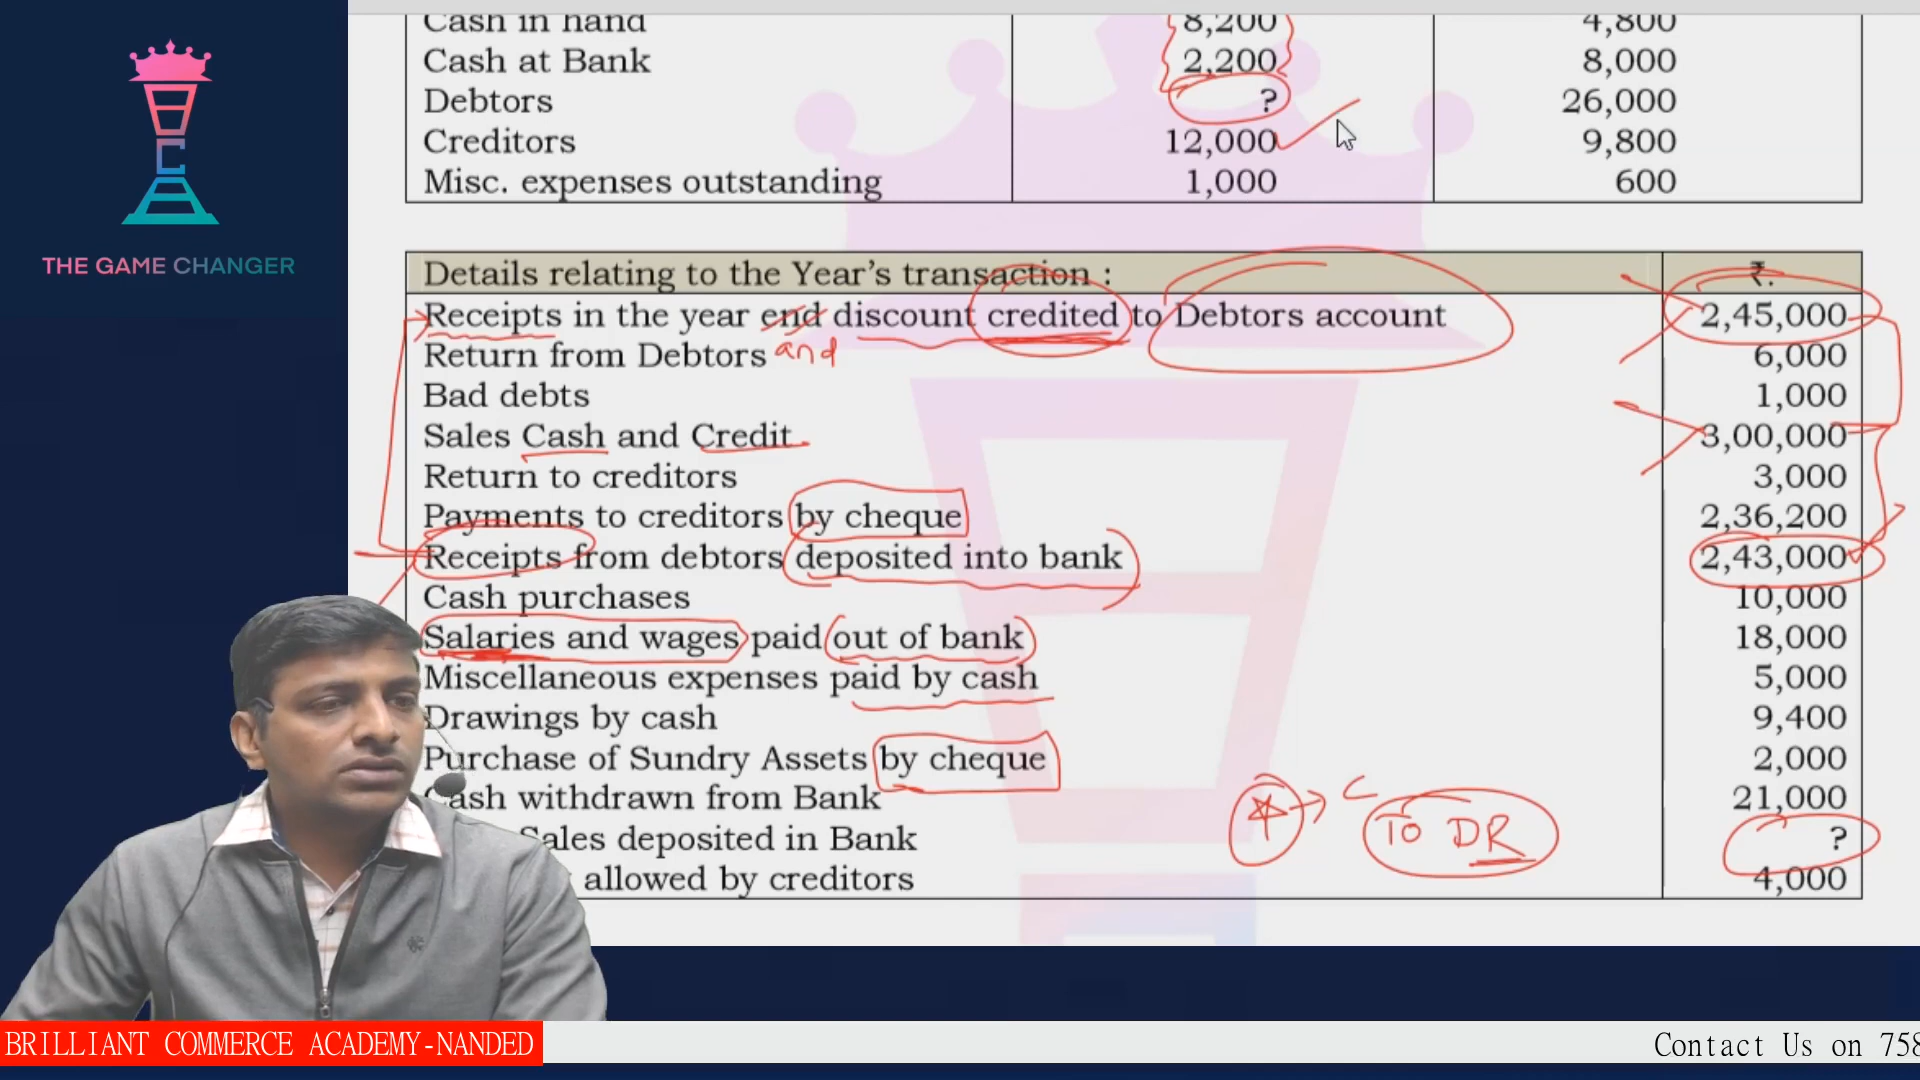 THE GAME CHANGER
Cash in hand 8,200 4,800
Cash at Bank 2,200 8,000
Debtors ? 26,000
Creditors 12,000 9,800
Misc. expenses outstanding 1,000 600
Details relating to the Year's transaction : ₹.
Receipts in the year end discount credited to Debtors account 2,45,000
and
Return from Debtors 6,000
Bad debts 1,000
Sales Cash and Credit 3,00,000
Return to creditors 3,000
Payments to creditors by cheque 2,36,200
Receipts from debtors deposited into bank 2,43,000
Cash purchases 10,000
Salaries and wages paid out of bank 18,000
Miscellaneous expenses paid by cash 5,000
Drawings by cash 9,400
Purchase of Sundry Assets by cheque 2,000
Cash withdrawn from Bank 21,000
Sales deposited in Bank ?
TO DR
allowed by creditors 4,000
BRILLIANT COMMERCE ACADEMY-NANDED
Contact Us on 758